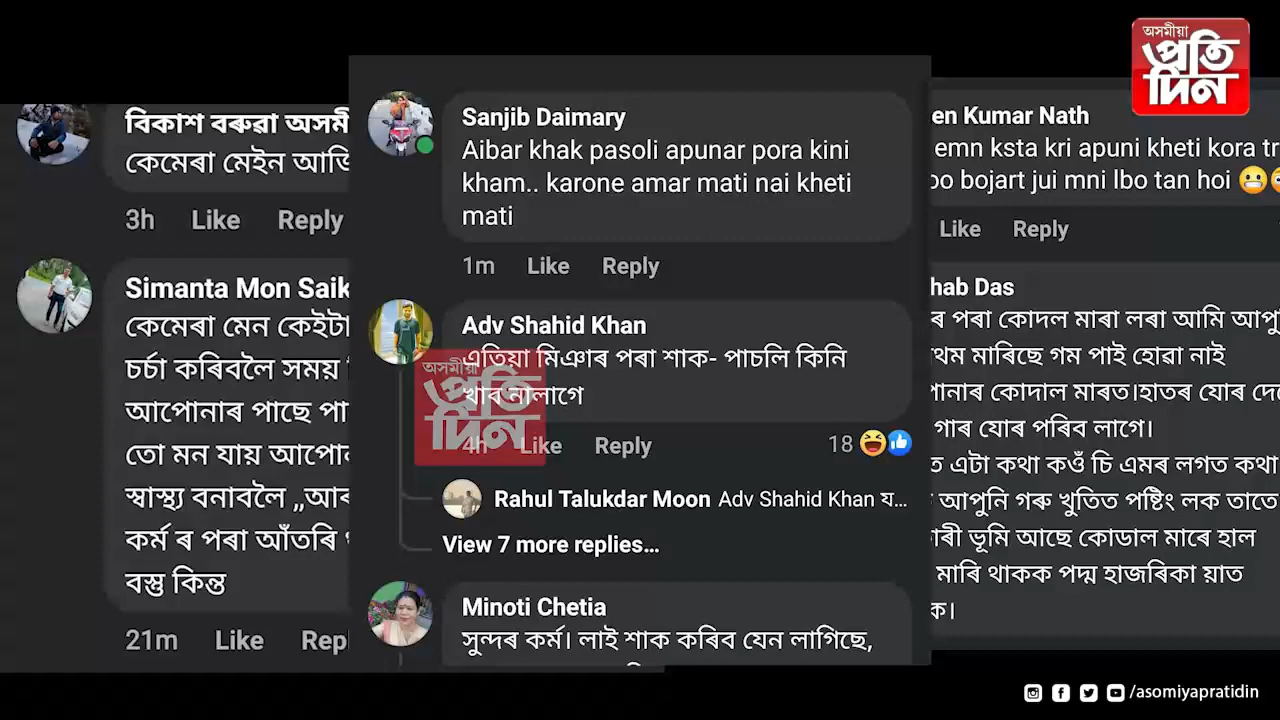 অসমীয়া
প্ৰতি
দিন
বিকাশ বৰুৱা অসমী
কেমেৰা মেইন আভি
3h Like Reply
Simanta Mon Saik
কেমেৰা মেন কেইটা
চৰ্চা কৰিবলৈ সময়
আপোনাৰ পাছে পা
তো মন যায় আপো
স্বাস্থ্য বনাবলৈ ,,আৰ
কৰ্ম ৰ পৰা আঁতৰি
বস্তু কিন্ত
21m Like Rep
Sanjib Daimary
Aibar khak pasoli apunar pora kini
kham.. karone amar mati nai kheti
mati
1m Like Reply
Adv Shahid Khan
এতিয়া মিঞাৰ পৰা শাক- পাচলি কিনি
খাব নালাগে
অসমীয়া
প্ৰতি
দিন
4h Like Reply 18
Rahul Talukdar Moon Adv Shahid Khan য...
View 7 more replies...
Minoti Chetia
সুন্দৰ কৰ্ম। লাই শাক কৰিব যেন লাগিছে,
en Kumar Nath
emn ksta kri apuni kheti kora tr
oo bojart jui mni lbo tan hoi
Like Reply
hab Das
ৰ পৰা কোদল মাৰা লৰা আমি আপু
থম মাৰিছে গম পাই হোৱা নাই
পানাৰ কোদাল মাৰত।হাতৰ যোৰ দে
গাৰ যোৰ পৰিব লাগে।
ত এটা কথা কওঁ চি এমৰ লগত কথা
আপুনি গৰু খুতিত পষ্টিং লক তাতে
ৰী ভূমি আছে কোডাল মাৰে হাল
মাৰি থাকক পদ্ম হাজৰিকা য়াত
ক।
/asomiyapratidin